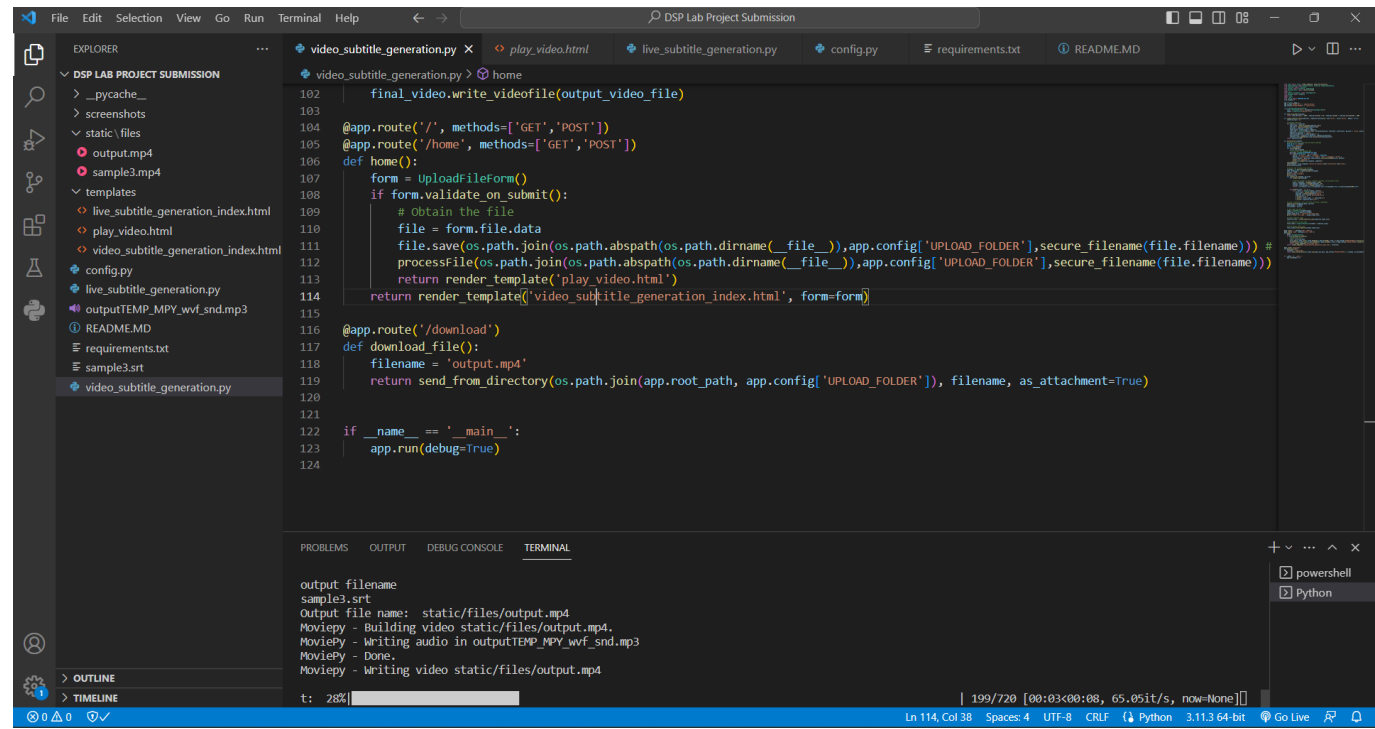 File Edit Selection View Go Run Terminal Help
DSP Lab Project Submission
EXPLORER
DSP LAB PROJECT SUBMISSION
__pycache__
screenshots
static\files
output.mp4
sample3.mp4
templates
live_subtitle_generation_index.html
play_video.html
video_subtitle_generation_index.html
config.py
live_subtitle_generation.py
outputTEMP_MPY_wvf_snd.mp3
README.MD
requirements.txt
sample3.srt
video_subtitle_generation.py
OUTLINE
TIMELINE
video_subtitle_generation.py play_video.html live_subtitle_generation.py config.py requirements.txt README.MD
video_subtitle_generation.py > home
102 final_video.write_videofile(output_video_file)
103
104 @app.route('/', methods=['GET','POST'])
105 @app.route('/home', methods=['GET','POST'])
106 def home():
107 form = UploadFileForm()
108 if form.validate_on_submit():
109 # Obtain the file
110 file = form.file.data
111 file.save(os.path.join(os.path.abspath(os.path.dirname(__file__)),app.config['UPLOAD_FOLDER'],secure_filename(file.filename))) #
112 processFile(os.path.join(os.path.abspath(os.path.dirname(__file__)),app.config['UPLOAD_FOLDER'],secure_filename(file.filename)))
113 return render_template('play_video.html')
114 return render_template('video_subtitle_generation_index.html', form=form)
115
116 @app.route('/download')
117 def download_file():
118 filename = 'output.mp4'
119 return send_from_directory(os.path.join(app.root_path, app.config['UPLOAD_FOLDER']), filename, as_attachment=True)
120
121
122 if __name__ == '__main__':
123 app.run(debug=True)
124
PROBLEMS OUTPUT DEBUG CONSOLE TERMINAL
output filename
sample3.srt
Output file name: static/files/output.mp4
Moviepy - Building video static/files/output.mp4.
MoviePy - Writing audio in outputTEMP_MPY_wvf_snd.mp3
MoviePy - Done.
Moviepy - Writing video static/files/output.mp4
t: 28%| | 199/720 [00:03<00:08, 65.05it/s, now=None]
powershell
Python
0 0 Ln 114, Col 38 Spaces: 4 UTF-8 CRLF Python 3.11.3 64-bit Go Live